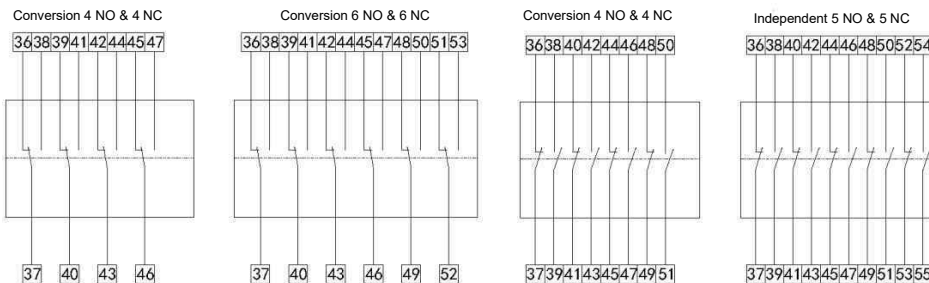 Conversion 4 NO & 4 NC
36 38 39 41 42 44 45 47
37 40 43 46
Conversion 6 NO & 6 NC
36 38 39 41 42 44 45 47 48 50 51 53
37 40 43 46 49 52
Conversion 4 NO & 4 NC
36 38 40 42 44 46 48 50
37 39 41 43 45 47 49 51
Independent 5 NO & 5 NC
36 38 40 42 44 46 48 50 52 54
37 39 41 43 45 47 49 51 53 55